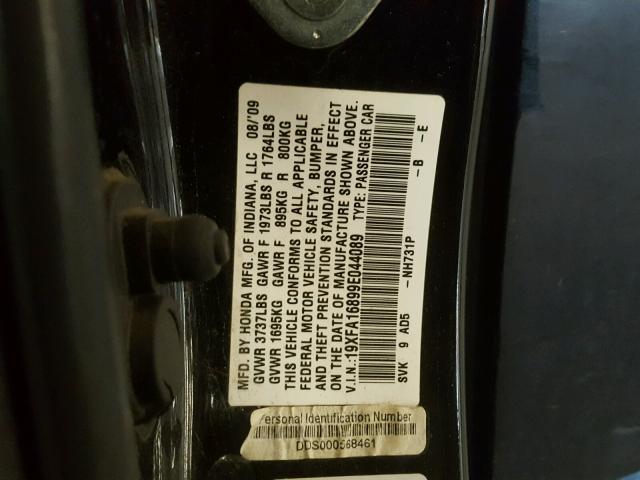 MFD. BY HONDA MFG. OF INDIANA, LLC 08/'09
GVWR 3737LBS GAWR F 1973LBS R 1764LBS
GVWR 1695KG GAWR F 895KG R 800KG
THIS VEHICLE CONFORMS TO ALL APPLICABLE
FEDERAL MOTOR VEHICLE SAFETY, BUMPER,
AND THEFT PREVENTION STANDARDS IN EFFECT
ON THE DATE OF MANUFACTURE SHOWN ABOVE.
V.I.N.:19XFA16899E044089 TYPE: PASSENGER CAR
SVK 9 AD5 -NH731P -B -E
Personal Identification Number
DDS000568461